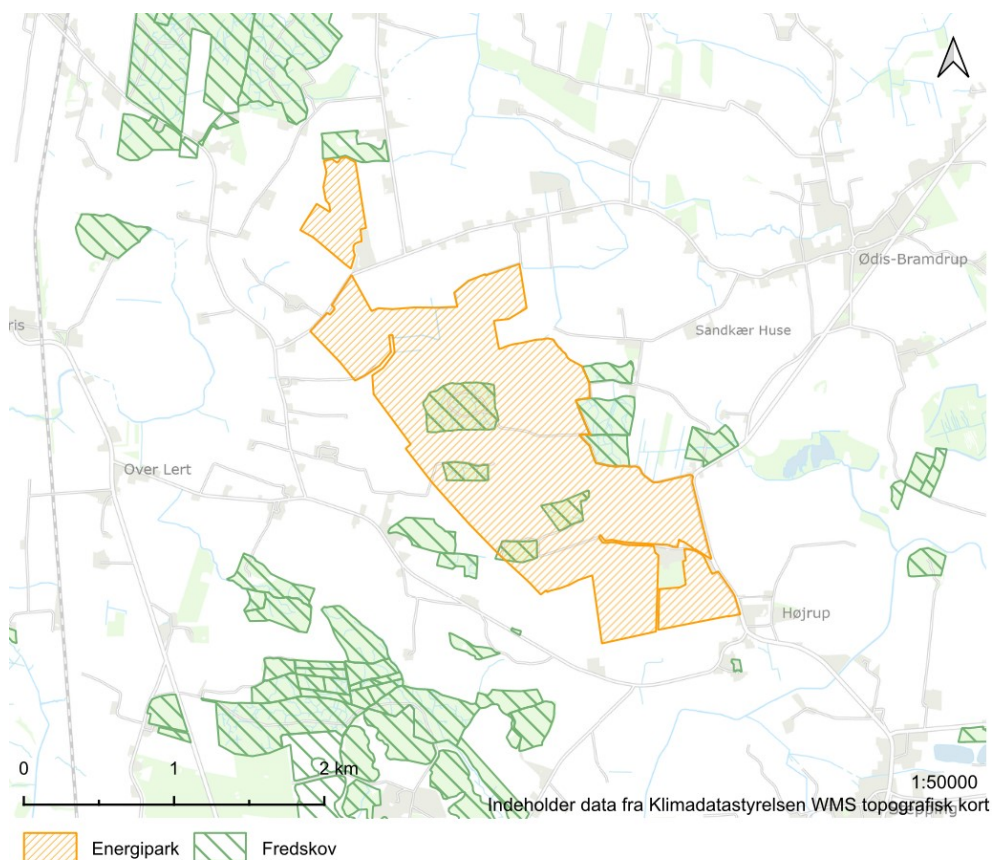 Ødis-Bramdrup
Sandkær Huse
ris
Over Lert
Højrup
0 1 2 km
1:50000
Indeholder data fra Klimadatastyrelsen WMS topografisk kort
Energipark Fredskov